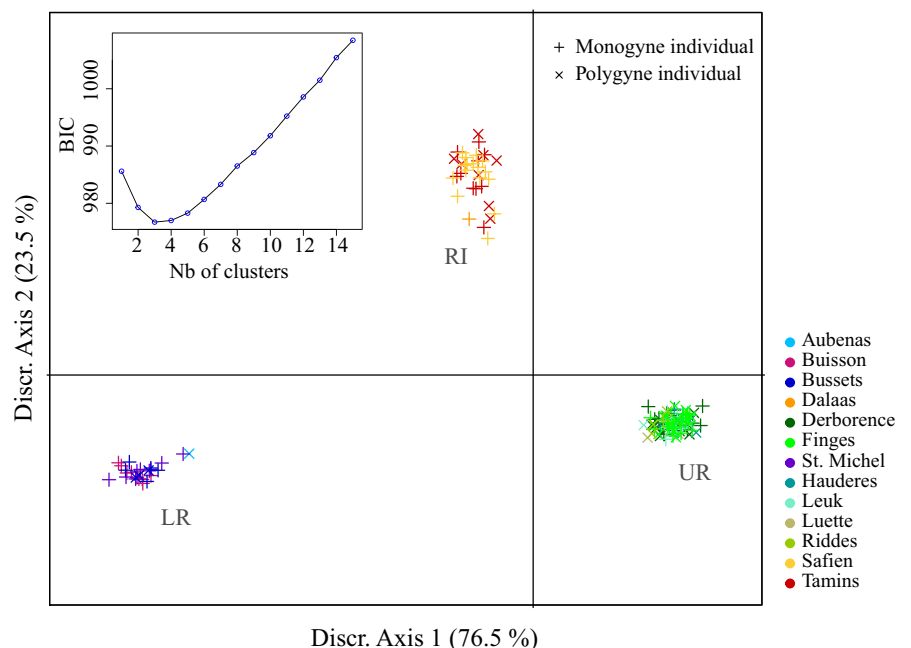 1000
990
980
BIC
2 4 6 8 10 12 14
Nb of clusters
Monogyne individual
Polygyne individual
RI
LR
UR
Discr. Axis 2 (23.5 %)
Discr. Axis 1 (76.5 %)
Aubenas
Buisson
Bussets
Dalaas
Derborence
Finges
St. Michel
Hauderes
Leuk
Luette
Riddes
Safien
Tamins